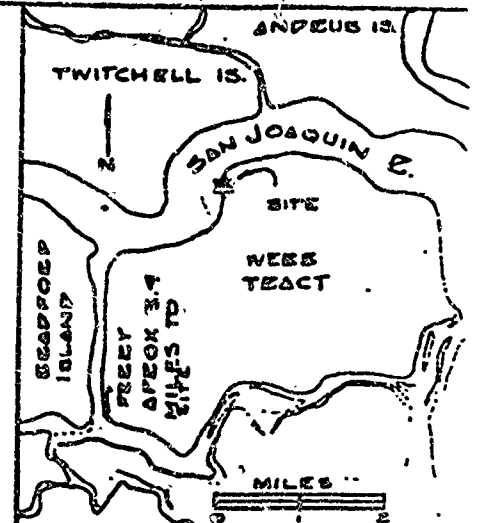 ANDRUS IS.
TWITCHELL IS.
SAN JOAQUIN R.
N
SITE
WEBB
TRACT
BRADFORD
ISLAND
FERRY
APROX 3.9
MILES TO
SITE
MILES
0 1 2